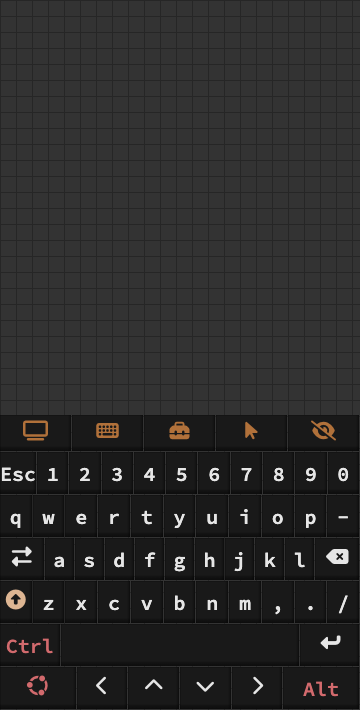 Esc 1 2 3 4 5 6 7 8 9 0
q w e r t y u i o p -
a s d f g h j k l
z x c v b n m , . /
Ctrl
Alt